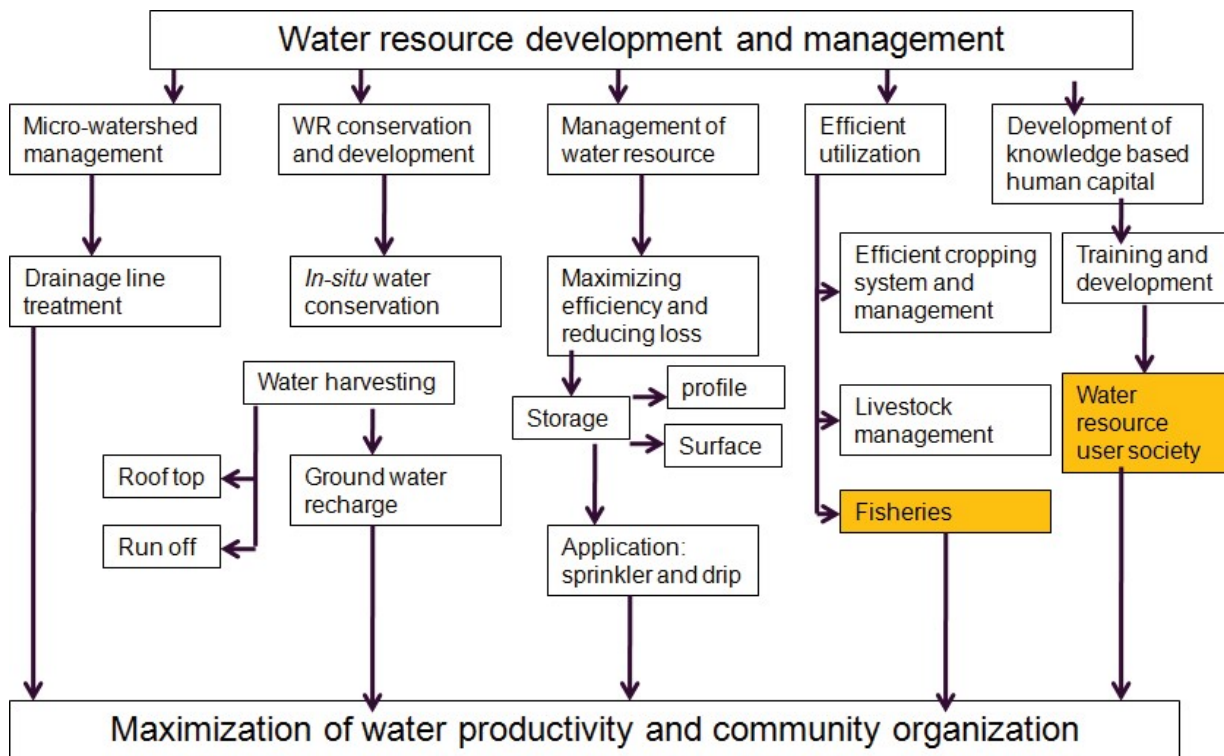 Water resource development and management
Micro-watershed
management
WR conservation
and development
Management of
water resource
Efficient
utilization
Development of
knowledge based
human capital
Drainage line
treatment
In-situ water
conservation
Maximizing
efficiency and
reducing loss
Efficient cropping
system and
management
Training and
development
Water harvesting
profile
Storage
Surface
Livestock
management
Water
resource
user society
Roof top
Ground water
recharge
Run off
Fisheries
Application:
sprinkler and drip
Maximization of water productivity and community organization